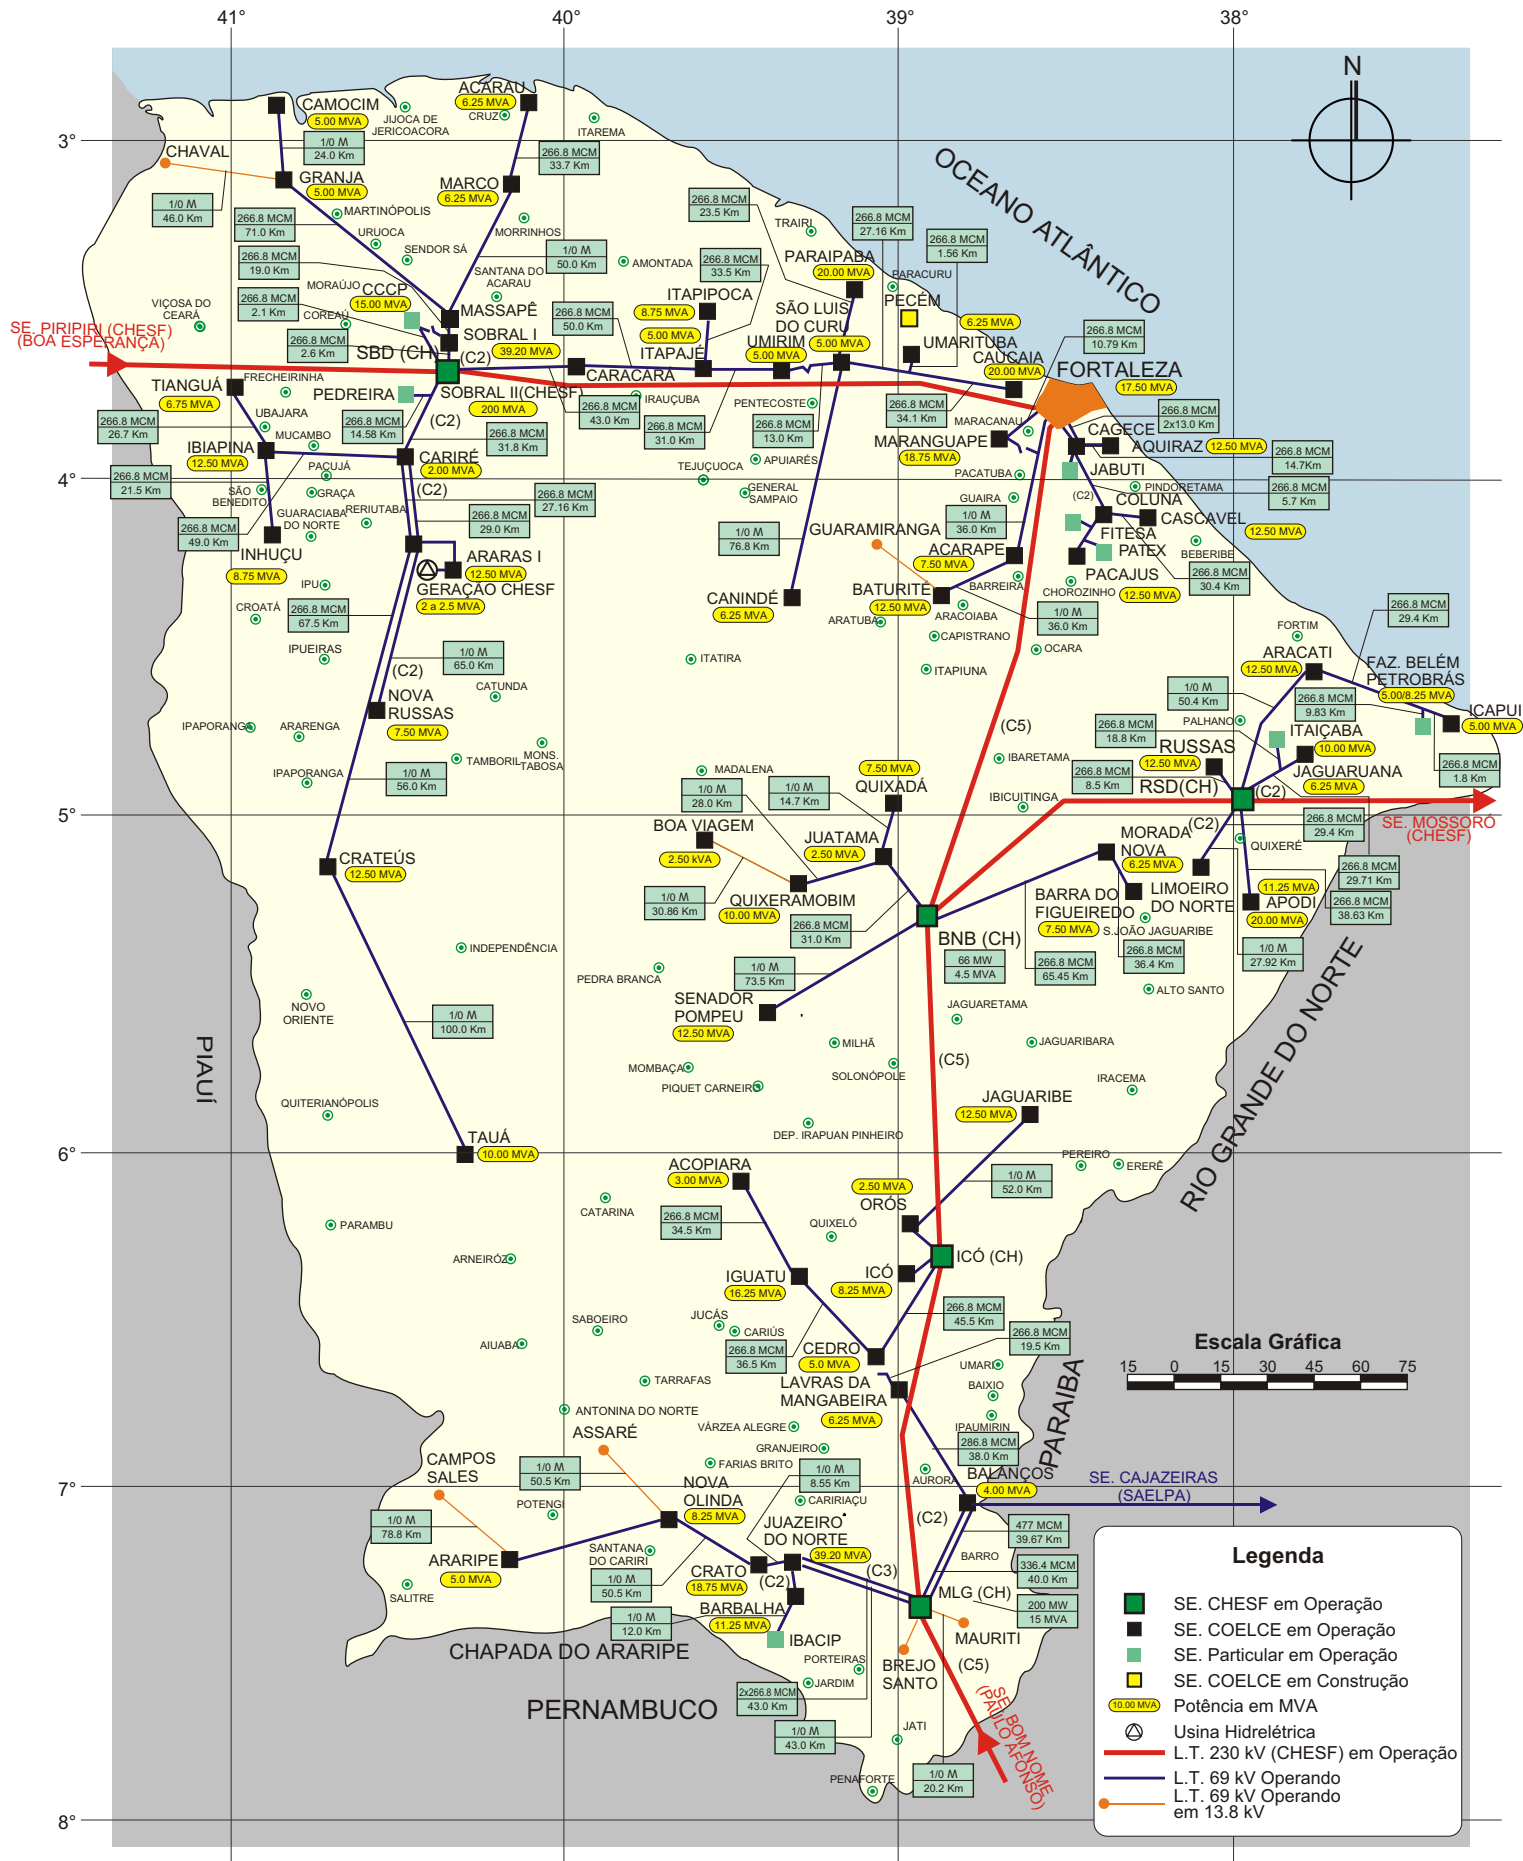 41°
40°
39°
38°
N
3°
4°
5°
6°
7°
8°
OCEANO ATLÂNTICO
CAMOCIM
5.00 MVA
JIJOCA DE
JERICOACORA
ACARAU
6.25 MVA
CRUZ
ITAREMA
CHAVAL
1/0 M
24.0 Km
GRANJA
5.00 MVA
1/0 M
46.0 Km
266.8 MCM
71.0 Km
MARTINÓPOLIS
URUOCA
SENDOR SÁ
MARCO
6.25 MVA
266.8 MCM
33.7 Km
MORRINHOS
1/0 M
50.0 Km
SANTANA DO
ACARAU
AMONTADA
266.8 MCM
19.0 Km
MORAÚJO
CCCP
15.00 MVA
MASSAPÊ
266.8 MCM
2.1 Km
COREAÚ
SOBRAL I
39.20 MVA
266.8 MCM
2.6 Km
SBD (CH)
(C2)
VIÇOSA DO
CEARÁ
SE. PIRIPIRI (CHESF)
(BOA ESPERANÇA)
266.8 MCM
23.5 Km
TRAIRI
266.8 MCM
27.16 Km
266.8 MCM
1.56 Km
PARAIPABA
20.00 MVA
PARACURU
PECÉM
266.8 MCM
33.5 Km
ITAPIPOCA
8.75 MVA
5.00 MVA
ITAPAJÉ
266.8 MCM
50.0 Km
SÃO LUIS
DO CURU
5.00 MVA
UMIRIM
5.00 MVA
6.25 MVA
UMARITUBA
CAUCAIA
20.00 MVA
266.8 MCM
10.79 Km
FORTALEZA
17.50 MVA
TIANGUÁ
6.75 MVA
FRECHEIRINHA
UBAJARA
266.8 MCM
26.7 Km
MUCAMBO
PEDREIRA
SOBRAL II(CHESF)
200 MVA
(C2)
266.8 MCM
14.58 Km
266.8 MCM
31.8 Km
CARACARA
266.8 MCM
43.0 Km
IRAUÇUBA
266.8 MCM
31.0 Km
PENTECOSTE
266.8 MCM
13.0 Km
266.8 MCM
34.1 Km
MARACANAU
266.8 MCM
2x13.0 Km
MARANGUAPE
18.75 MVA
CAGECE
AQUIRAZ
12.50 MVA
266.8 MCM
14.7Km
IBIAPINA
12.50 MVA
CARIRÉ
2.00 MVA
266.8 MCM
21.5 Km
PACUJÁ
SÃO
BENEDITO
GRAÇA
GUARACIABA
DO NORTE
RERIUTABA
(C2)
266.8 MCM
27.16 Km
266.8 MCM
29.0 Km
266.8 MCM
49.0 Km
INHUÇU
8.75 MVA
TEJUÇUOCA
APUIARÉS
GENERAL
SAMPAIO
1/0 M
76.8 Km
PACATUBA
JABUTI
266.8 MCM
5.7 Km
PINDORETAMA
(C2)
GUAIRA
COLUNA
CASCAVEL
12.50 MVA
1/0 M
36.0 Km
GUARAMIRANGA
ACARAPE
7.50 MVA
FITESA
PATEX
PACAJUS
BEBERIBE
266.8 MCM
30.4 Km
IPU
CROATÁ
ARARAS I
12.50 MVA
GERAÇÃO CHESF
2 a 2.5 MVA
266.8 MCM
67.5 Km
IPUEIRAS
1/0 M
65.0 Km
(C2)
CATUNDA
CANINDÉ
6.25 MVA
BATURITÉ
12.50 MVA
BARREIRA
ARATUBA
ARACOIABA
CAPISTRANO
CHOROZINHO
12.50 MVA
1/0 M
36.0 Km
OCARA
ITATIRA
ITAPIUNA
266.8 MCM
29.4 Km
FORTIM
ARACATI
12.50 MVA
FAZ. BELÉM
PETROBRÁS
5.00/8.25 MVA
ICAPUI
5.00 MVA
1/0 M
50.4 Km
266.8 MCM
9.83 Km
PALHANO
266.8 MCM
18.8 Km
ITAIÇABA
10.00 MVA
NOVA
RUSSAS
7.50 MVA
IPAPORANGA
ARARENGA
TAMBORIL
MONS.
TABOSA
IPAPORANGA
1/0 M
56.0 Km
(C5)
IBARETAMA
RUSSAS
12.50 MVA
JAGUARUANA
6.25 MVA
266.8 MCM
1.8 Km
266.8 MCM
8.5 Km
RSD(CH)
(C2)
7.50 MVA
QUIXADÁ
MADALENA
1/0 M
28.0 Km
1/0 M
14.7 Km
IBICUITINGA
BOA VIAGEM
2.50 kVA
JUATAMA
2.50 MVA
SE. MOSSORÓ
(CHESF)
(C2)
266.8 MCM
29.4 Km
MORADA
NOVA
6.25 MVA
QUIXERÉ
CRATEÚS
12.50 MVA
QUIXERAMOBIM
10.00 MVA
1/0 M
30.86 Km
266.8 MCM
31.0 Km
BARRA DO
FIGUEIREDO
7.50 MVA
LIMOEIRO
DO NORTE
11.25 MVA
APODI
20.00 MVA
266.8 MCM
29.71 Km
266.8 MCM
38.63 Km
S.JOÃO JAGUARIBE
INDEPENDÊNCIA
BNB (CH)
66 MW
4.5 MVA
266.8 MCM
65.45 Km
266.8 MCM
36.4 Km
1/0 M
27.92 Km
PEDRA BRANCA
1/0 M
73.5 Km
ALTO SANTO
NOVO
ORIENTE
SENADOR
POMPEU
12.50 MVA
JAGUARETAMA
1/0 M
100.0 Km
MILHÃ
JAGUARIBARA
SOLONÓPOLE
(C5)
MOMBAÇA
PIQUET CARNEIRO
IRACEMA
PIAUÍ
RIO GRANDE DO NORTE
QUITERIANÓPOLIS
JAGUARIBE
12.50 MVA
DEP. IRAPUAN PINHEIRO
TAUÁ
10.00 MVA
PEREIRO
ERERÊ
ACOPIARA
3.00 MVA
2.50 MVA
ORÓS
1/0 M
52.0 Km
CATARINA
PARAMBU
266.8 MCM
34.5 Km
QUIXELÓ
ARNEIRÓZ
ICÓ (CH)
IGUATU
16.25 MVA
ICÓ
8.25 MVA
SABOEIRO
JUCÁS
CARIÚS
266.8 MCM
45.5 Km
AIUABA
266.8 MCM
36.5 Km
CEDRO
5.0 MVA
266.8 MCM
19.5 Km
UMARI
Escala Gráfica
15
0
15
30
45
60
75
TARRAFAS
LAVRAS DA
MANGABEIRA
6.25 MVA
BAIXIO
ANTONINA DO NORTE
VÁRZEA ALEGRE
IPAUMIRIN
PARAIBA
ASSARÉ
GRANJEIRO
286.8 MCM
38.0 Km
CAMPOS
SALES
1/0 M
50.5 Km
FARIAS BRITO
1/0 M
8.55 Km
AURORA
BALANÇOS
4.00 MVA
SE. CAJAZEIRAS
(SAELPA)
POTENGI
NOVA
OLINDA
8.25 MVA
CARIRIAÇU
1/0 M
78.8 Km
JUAZEIRO
DO NORTE
39.20 MVA
(C2)
477 MCM
39.67 Km
SANTANA
DO CARIRI
ARARIPE
5.0 MVA
CRATO
18.75 MVA
(C2)
(C3)
BARRO
336.4 MCM
40.0 Km
1/0 M
50.5 Km
SALITRE
MLG (CH)
200 MW
15 MVA
BARBALHA
11.25 MVA
1/0 M
12.0 Km
IBACIP
MAURITI
CHAPADA DO ARARIPE
PORTEIRAS
BREJO
SANTO
(C5)
JARDIM
2x266.8 MCM
43.0 Km
PERNAMBUCO
1/0 M
43.0 Km
JATI
SE. BOM NOME
(PAULO AFONSO)
PENAFORTE
1/0 M
20.2 Km
Legenda
SE. CHESF em Operação
SE. COELCE em Operação
SE. Particular em Operação
SE. COELCE em Construção
10.00 MVA
Potência em MVA
Usina Hidrelétrica
L.T. 230 kV (CHESF) em Operação
L.T. 69 kV Operando
L.T. 69 kV Operando
em 13.8 kV